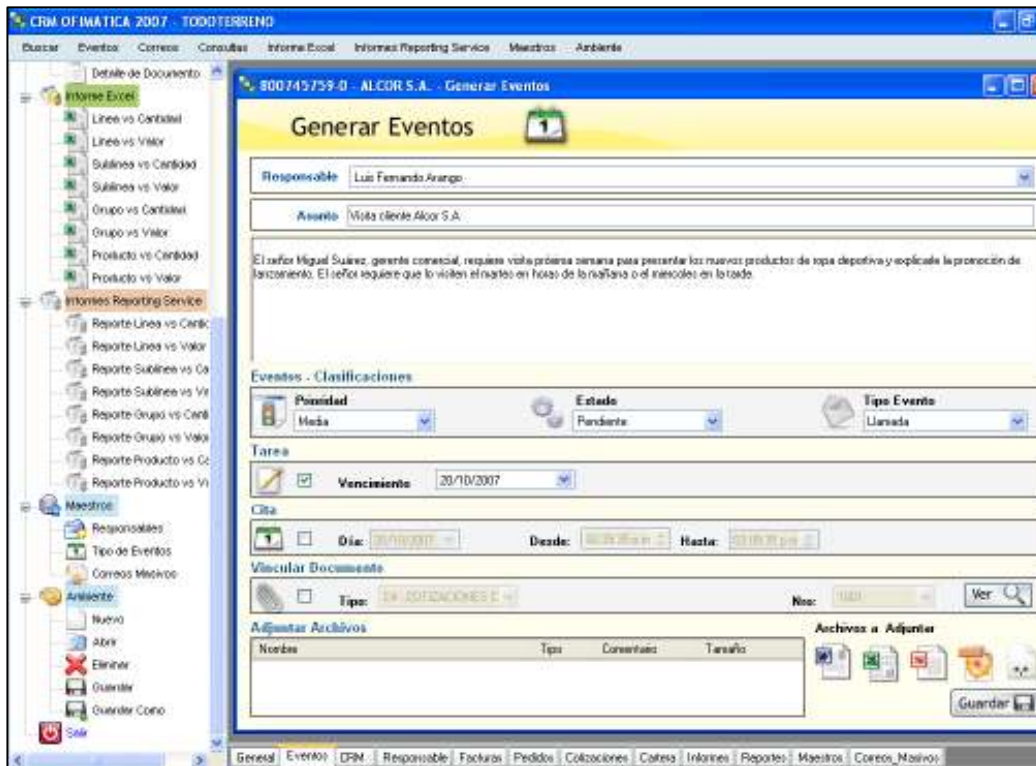 CRM OFIMATICA 2007 - TODOTERRENO
Buscar Eventos Correos Consultas Informe Excel Informes Reporting Service Maestros Ambiente
Detalle de Documento
Informe Excel
Linea vs Cantidad
Linea vs Valor
Sublinea vs Cantidad
Sublinea vs Valor
Grupo vs Cantidad
Grupo vs Valor
Producto vs Cantidad
Producto vs Valor
Informes Reporting Service
Reporte Linea vs Cantid
Reporte Linea vs Valor
Reporte Sublinea vs Ca
Reporte Sublinea vs Va
Reporte Grupo vs Canti
Reporte Grupo vs Valor
Reporte Producto vs Ca
Reporte Producto vs Va
Maestros
Responsables
Tipo de Eventos
Correos Masivos
Ambiente
Nuevo
Abrir
Eliminar
Guardar
Guardar Como
Salir
800745759-0 - ALCOR S.A. - Generar Eventos
Generar Eventos
Responsable Luis Fernando Arango
Asunto Visita cliente Alcor S.A
El señor Miguel Suárez, gerente comercial, requiere visita próxima semana para presentar los nuevos productos de ropa deportiva y explicarle la promoción de
lanzamiento. El señor requiere que lo visiten el martes en horas de la mañana o el miercoles en la tarde.
Eventos - Clasificaciones
Prioridad Estado Tipo Evento
Media Pendiente Llamada
Tarea
Vencimiento 20/10/2007
Cita
Día: Desde: Hasta:
Vincular Documento
Tipo: COTIZACIONES Nro: Ver
Adjuntar Archivos Archivos a Adjuntar
Nombre Tipo Comentario Tamaño
Guardar
General Eventos CRM Responsable Facturas Pedidos Cotizaciones Cartera Informes Reportes Maestros Correos_Masivos